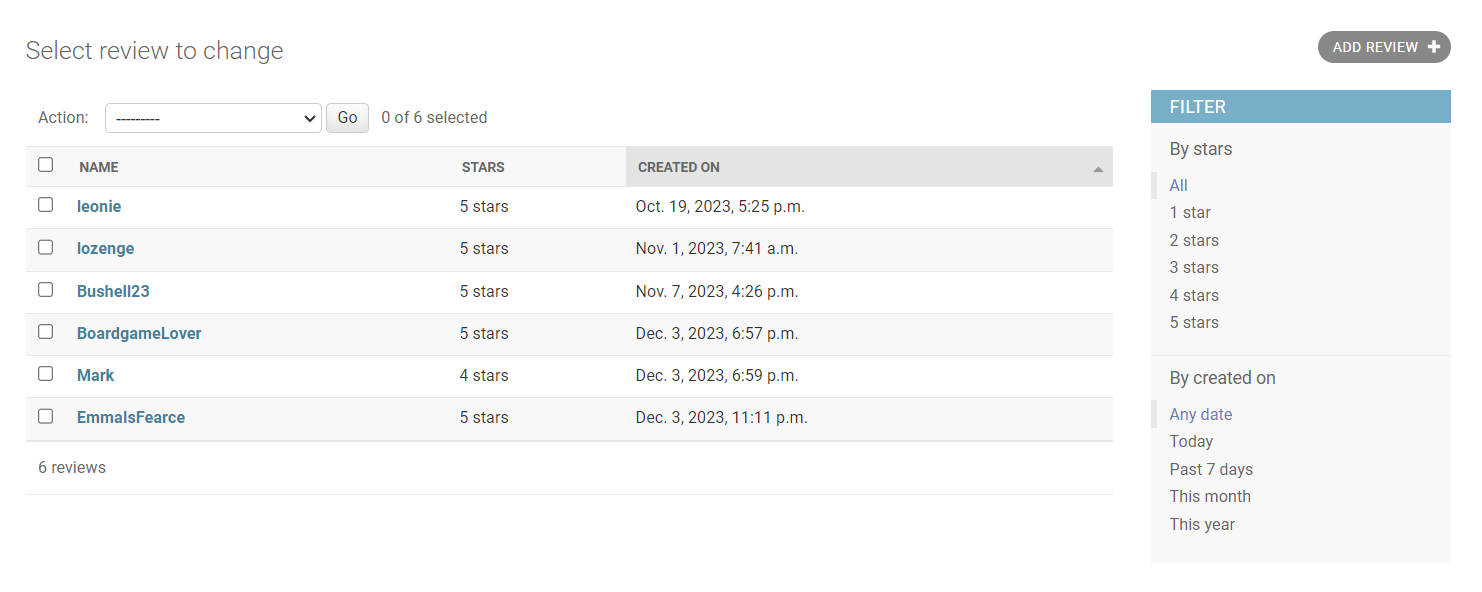 Select review to change
ADD REVIEW +
Action: --------- Go 0 of 6 selected
NAME STARS CREATED ON
leonie 5 stars Oct. 19, 2023, 5:25 p.m.
lozenge 5 stars Nov. 1, 2023, 7:41 a.m.
Bushell23 5 stars Nov. 7, 2023, 4:26 p.m.
BoardgameLover 5 stars Dec. 3, 2023, 6:57 p.m.
Mark 4 stars Dec. 3, 2023, 6:59 p.m.
EmmaIsFearce 5 stars Dec. 3, 2023, 11:11 p.m.
6 reviews
FILTER
By stars
All
1 star
2 stars
3 stars
4 stars
5 stars
By created on
Any date
Today
Past 7 days
This month
This year